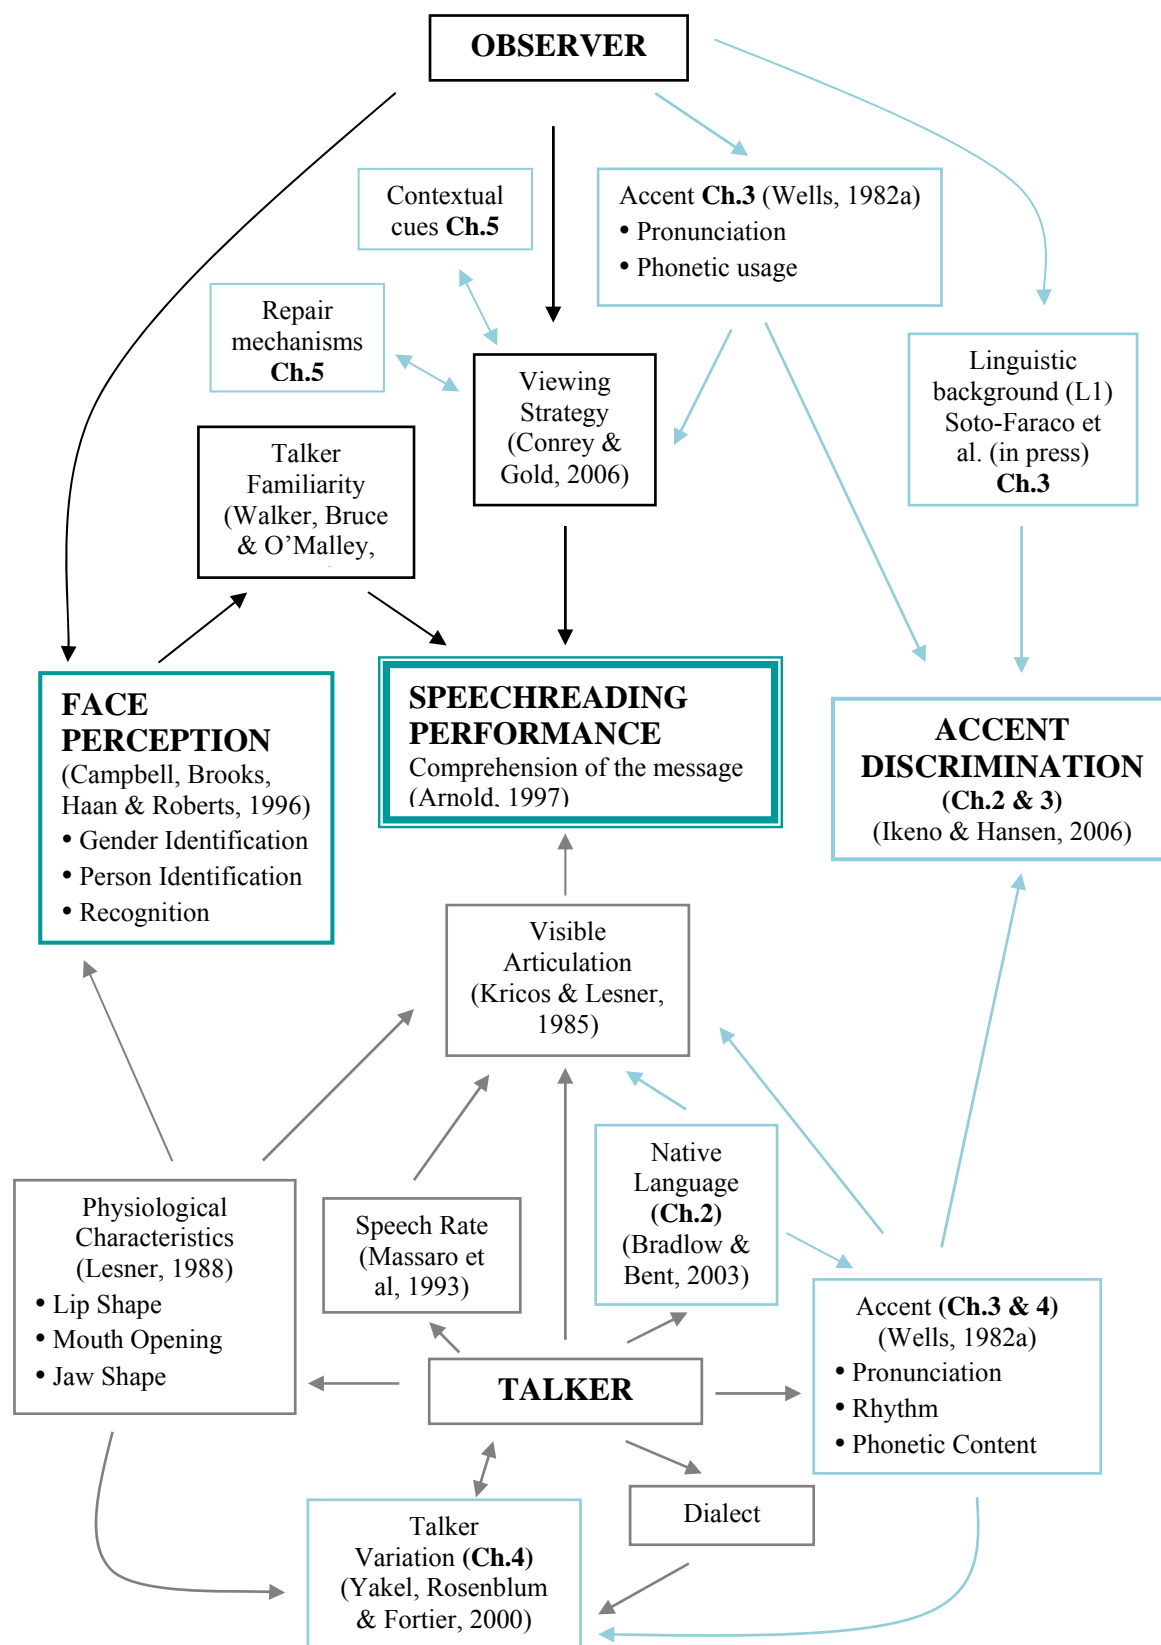 OBSERVER
Contextual
cues Ch.5
Accent Ch.3 (Wells, 1982a)
• Pronunciation
• Phonetic usage
Repair
mechanisms
Ch.5
Viewing
Strategy
(Conrey &
Gold, 2006)
Linguistic
background (L1)
Soto-Faraco et
al. (in press)
Ch.3
Talker
Familiarity
(Walker, Bruce
& O’Malley,
FACE
PERCEPTION
(Campbell, Brooks,
Haan & Roberts, 1996)
• Gender Identification
• Person Identification
• Recognition
SPEECHREADING
PERFORMANCE
Comprehension of the message
(Arnold, 1997)
ACCENT
DISCRIMINATION
(Ch.2 & 3)
(Ikeno & Hansen, 2006)
Visible
Articulation
(Kricos & Lesner,
1985)
Physiological
Characteristics
(Lesner, 1988)
• Lip Shape
• Mouth Opening
• Jaw Shape
Speech Rate
(Massaro et
al, 1993)
Native
Language
(Ch.2)
(Bradlow &
Bent, 2003)
Accent (Ch.3 & 4)
(Wells, 1982a)
• Pronunciation
• Rhythm
• Phonetic Content
TALKER
Talker
Variation (Ch.4)
(Yakel, Rosenblum
& Fortier, 2000)
Dialect